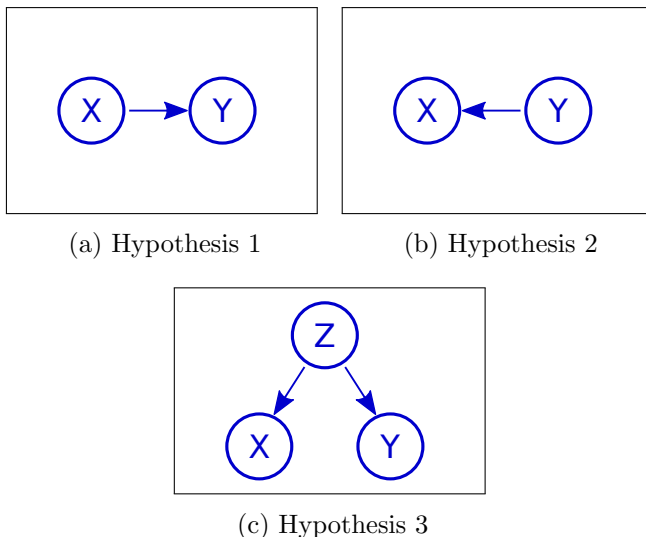 X Y
X Y
(a) Hypothesis 1
(b) Hypothesis 2
Z
X Y
(c) Hypothesis 3